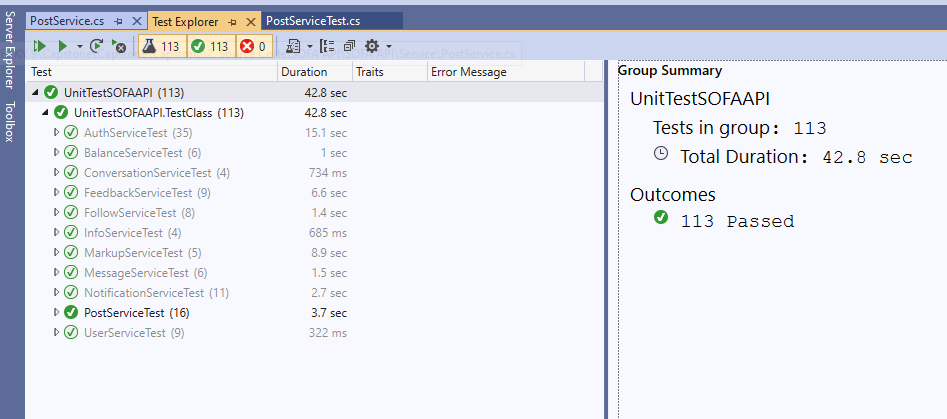 Server Explorer
Toolbox
PostService.cs
Test Explorer
PostServiceTest.cs
113
113
0
Test Duration Traits Error Message
UnitTestSOFAAPI (113) 42.8 sec
UnitTestSOFAAPI.TestClass (113) 42.8 sec
AuthServiceTest (35) 15.1 sec
BalanceServiceTest (6) 1 sec
ConversationServiceTest (4) 734 ms
FeedbackServiceTest (9) 6.6 sec
FollowServiceTest (8) 1.4 sec
InfoServiceTest (4) 685 ms
MarkupServiceTest (5) 8.9 sec
MessageServiceTest (6) 1.5 sec
NotificationServiceTest (11) 2.7 sec
PostServiceTest (16) 3.7 sec
UserServiceTest (9) 322 ms
Group Summary
UnitTestSOFAAPI
Tests in group: 113
Total Duration: 42.8 sec
Outcomes
113 Passed